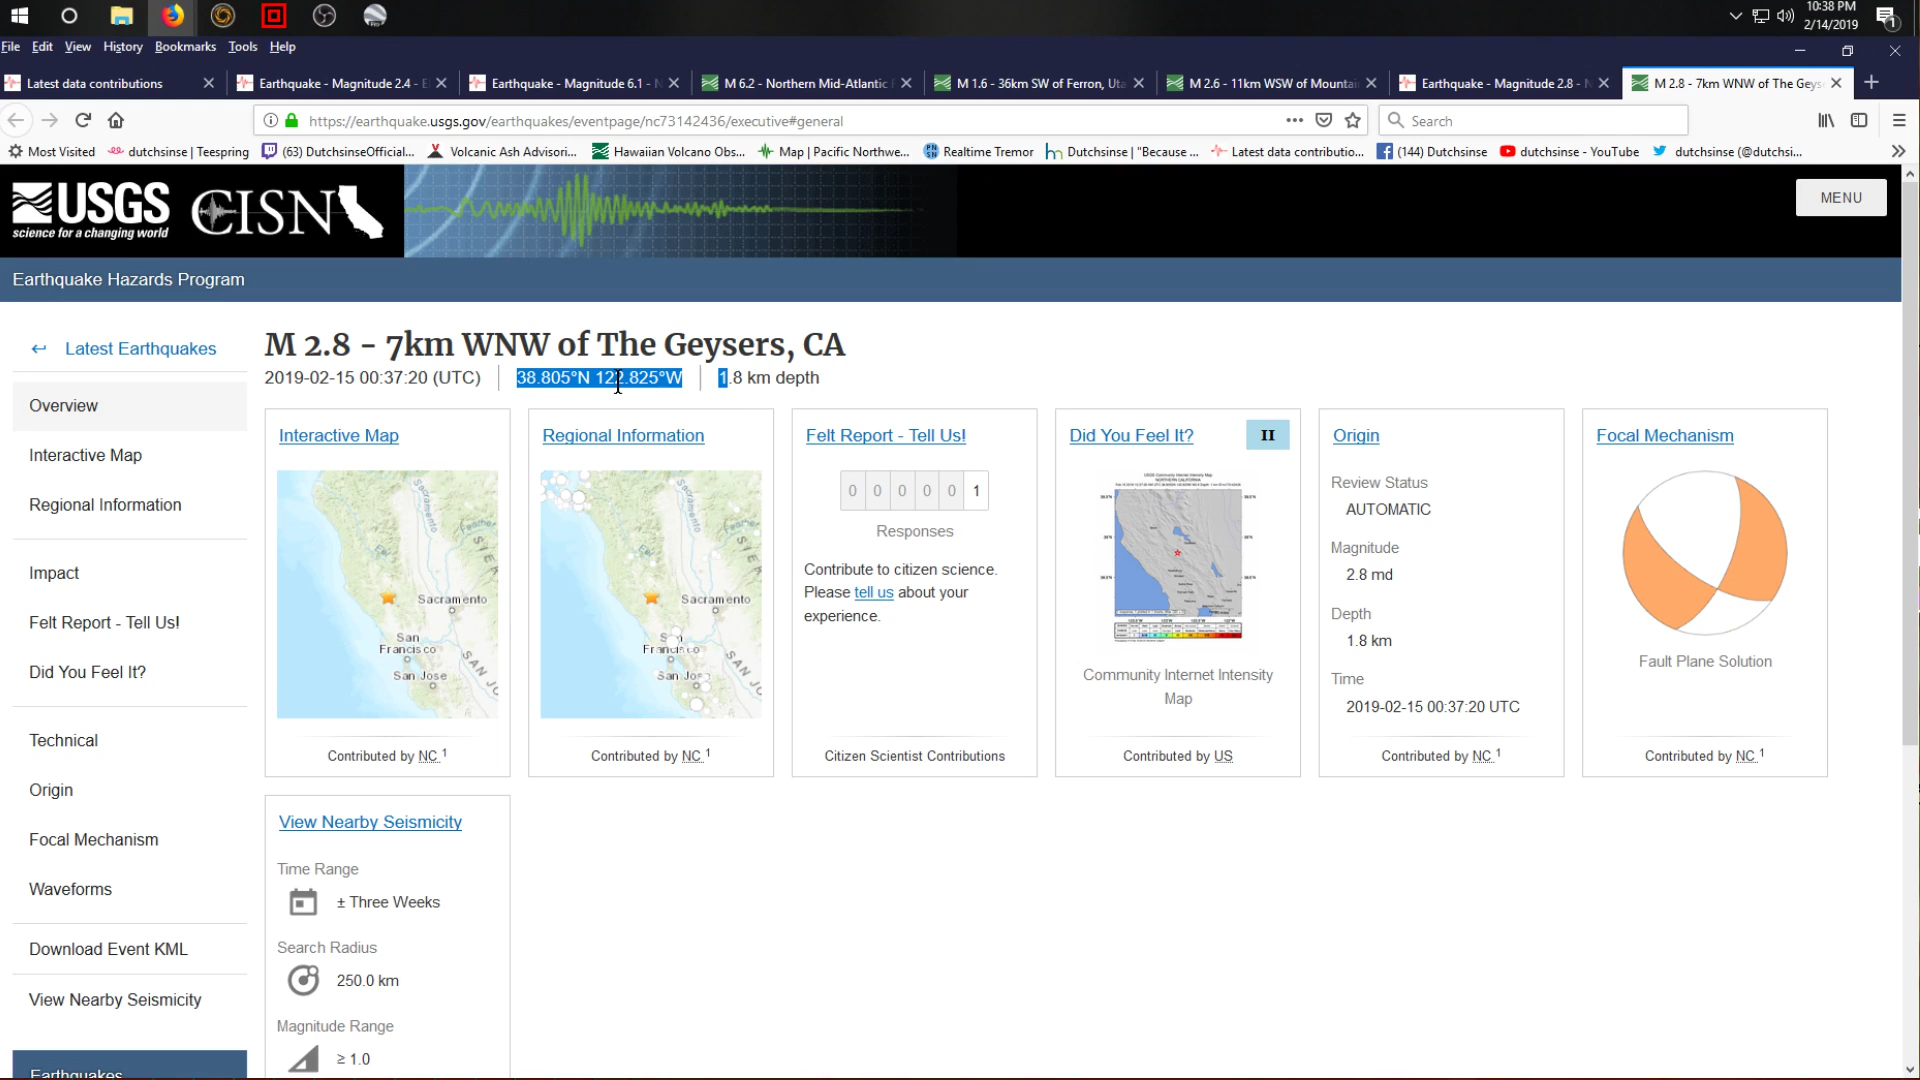 10:38 PM
2/14/2019
1
File Edit View History Bookmarks Tools Help
Latest data contributions
Earthquake - Magnitude 2.4 -
Earthquake - Magnitude 6.1 -
M 6.2 - Northern Mid-Atlantic
M 1.6 - 36km SW of Ferron, Uta
M 2.6 - 11km WSW of Mountai
Earthquake - Magnitude 2.8 -
M 2.8 - 7km WNW of The Geys
https://earthquake.usgs.gov/earthquakes/eventpage/nc73142436/executive#general
Search
Most Visited dutchsinse | Teespring (63) DutchsinseOfficial... Volcanic Ash Advisori... Hawaiian Volcano Obs... Map | Pacific Northwe... Realtime Tremor Dutchsinse | "Because ... Latest data contributio... (144) Dutchsinse dutchsinse - YouTube dutchsinse (@dutchsi...
USGS
science for a changing world
CISN
MENU
Earthquake Hazards Program
Latest Earthquakes
Overview
Interactive Map
Regional Information
Impact
Felt Report - Tell Us!
Did You Feel It?
Technical
Origin
Focal Mechanism
Waveforms
Download Event KML
View Nearby Seismicity
Earthquakes
M 2.8 - 7km WNW of The Geysers, CA
2019-02-15 00:37:20 (UTC) 38.805°N 122.825°W 1.8 km depth
Interactive Map
Sacramento
Sacramento
San
Francisco
San Jose
Contributed by NC 1
Regional Information
Sacramento
Sacramento
San
Francisco
San Jose
Contributed by NC 1
Felt Report - Tell Us!
0 0 0 0 0 1
Responses
Contribute to citizen science.
Please tell us about your
experience.
Citizen Scientist Contributions
Did You Feel It?
II
Community Internet Intensity
Map
Contributed by US
Origin
Review Status
AUTOMATIC
Magnitude
2.8 md
Depth
1.8 km
Time
2019-02-15 00:37:20 UTC
Contributed by NC 1
Focal Mechanism
Fault Plane Solution
Contributed by NC 1
View Nearby Seismicity
Time Range
± Three Weeks
Search Radius
250.0 km
Magnitude Range
≥ 1.0